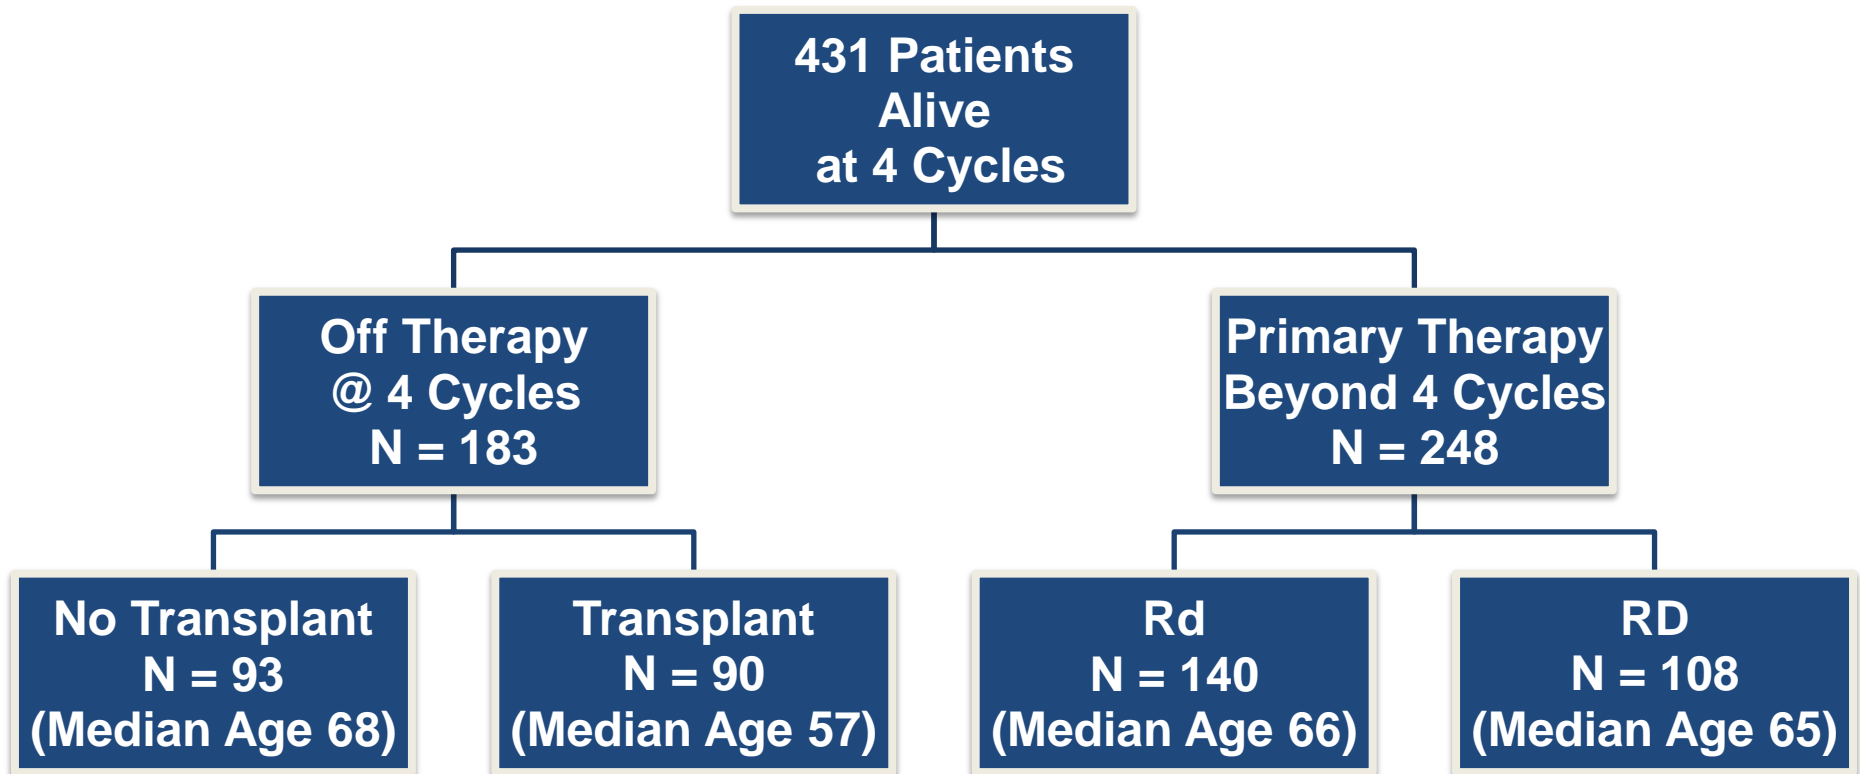 431 Patients
Alive
at 4 Cycles
Off Therapy
@ 4 Cycles
N = 183
Primary Therapy
Beyond 4 Cycles
N = 248
No Transplant
N = 93
(Median Age 68)
Transplant
N = 90
(Median Age 57)
Rd
N = 140
(Median Age 66)
RD
N = 108
(Median Age 65)